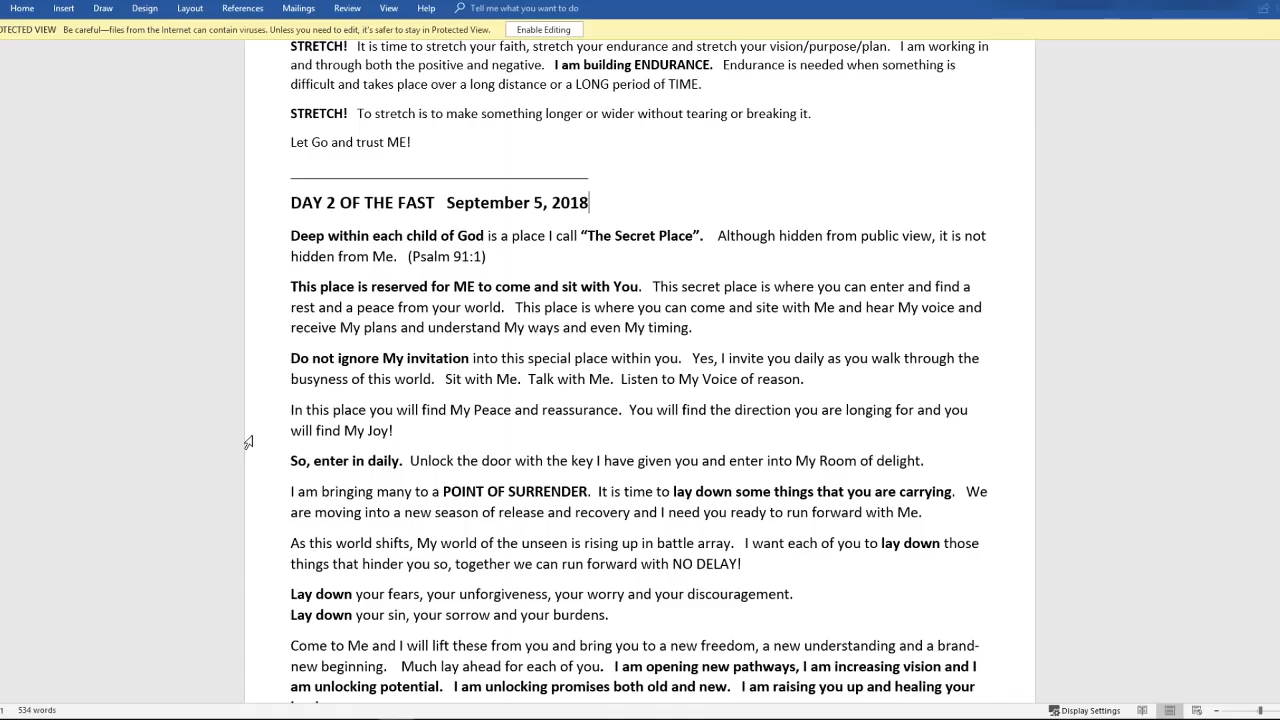 Home Insert Draw Design Layout References Mailings Review View Help Tell me what you want to do
OTECTED VIEW Be careful—files from the Internet can contain viruses. Unless you need to edit, it's safer to stay in Protected View. Enable Editing
STRETCH! It is time to stretch your faith, stretch your endurance and stretch your vision/purpose/plan. I am working in
and through both the positive and negative. I am building ENDURANCE. Endurance is needed when something is
difficult and takes place over a long distance or a LONG period of TIME.
STRETCH! To stretch is to make something longer or wider without tearing or breaking it.
Let Go and trust ME!
DAY 2 OF THE FAST September 5, 2018
Deep within each child of God is a place I call “The Secret Place”. Although hidden from public view, it is not
hidden from Me. (Psalm 91:1)
This place is reserved for ME to come and sit with You. This secret place is where you can enter and find a
rest and a peace from your world. This place is where you can come and site with Me and hear My voice and
receive My plans and understand My ways and even My timing.
Do not ignore My invitation into this special place within you. Yes, I invite you daily as you walk through the
busyness of this world. Sit with Me. Talk with Me. Listen to My Voice of reason.
In this place you will find My Peace and reassurance. You will find the direction you are longing for and you
will find My Joy!
So, enter in daily. Unlock the door with the key I have given you and enter into My Room of delight.
I am bringing many to a POINT OF SURRENDER. It is time to lay down some things that you are carrying. We
are moving into a new season of release and recovery and I need you ready to run forward with Me.
As this world shifts, My world of the unseen is rising up in battle array. I want each of you to lay down those
things that hinder you so, together we can run forward with NO DELAY!
Lay down your fears, your unforgiveness, your worry and your discouragement.
Lay down your sin, your sorrow and your burdens.
Come to Me and I will lift these from you and bring you to a new freedom, a new understanding and a brand-
new beginning. Much lay ahead for each of you. I am opening new pathways, I am increasing vision and I
am unlocking potential. I am unlocking promises both old and new. I am raising you up and healing your
1 534 words Display Settings